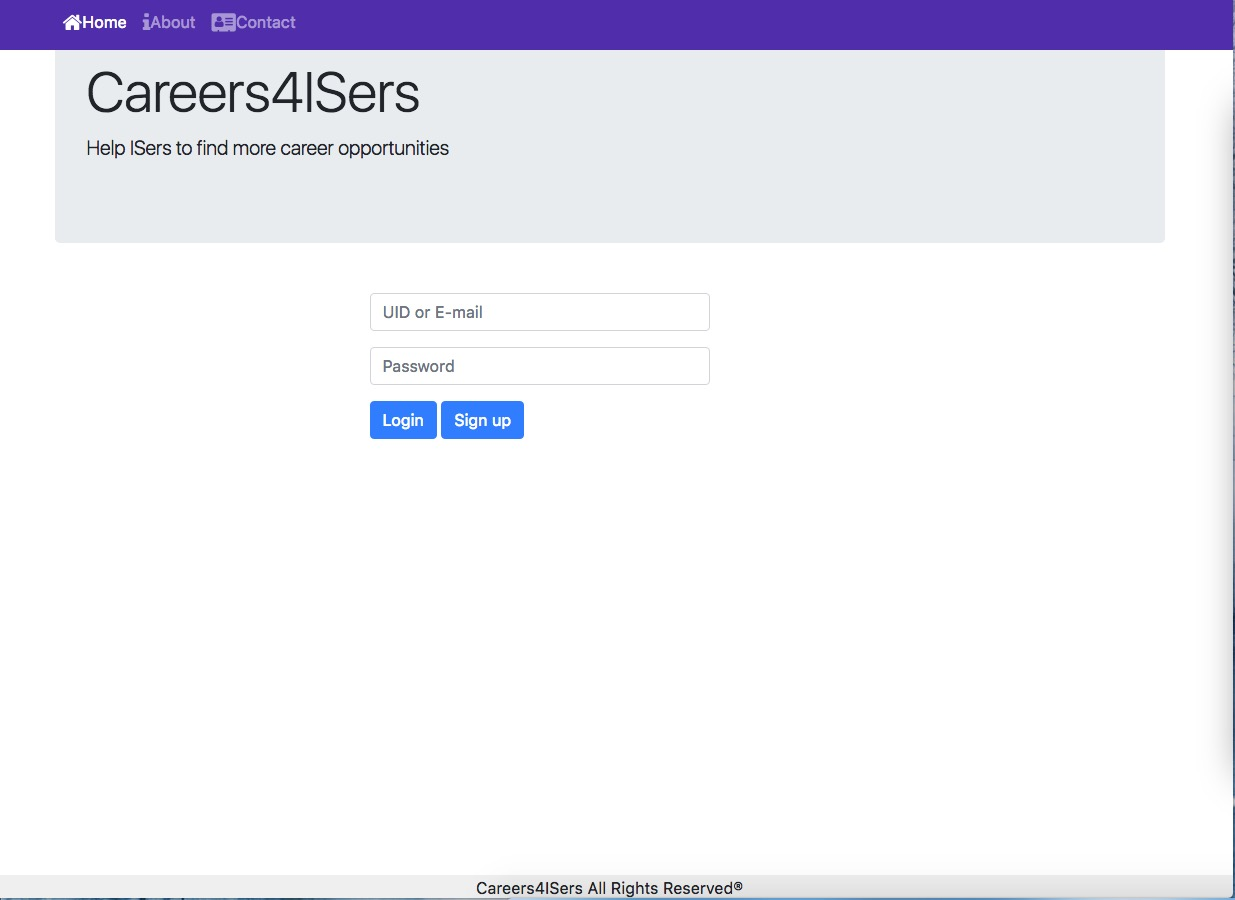 Home About Contact
Careers4ISers
Help ISers to find more career opportunities
UID or E-mail
Password
Login Sign up
Careers4ISers All Rights Reserved®